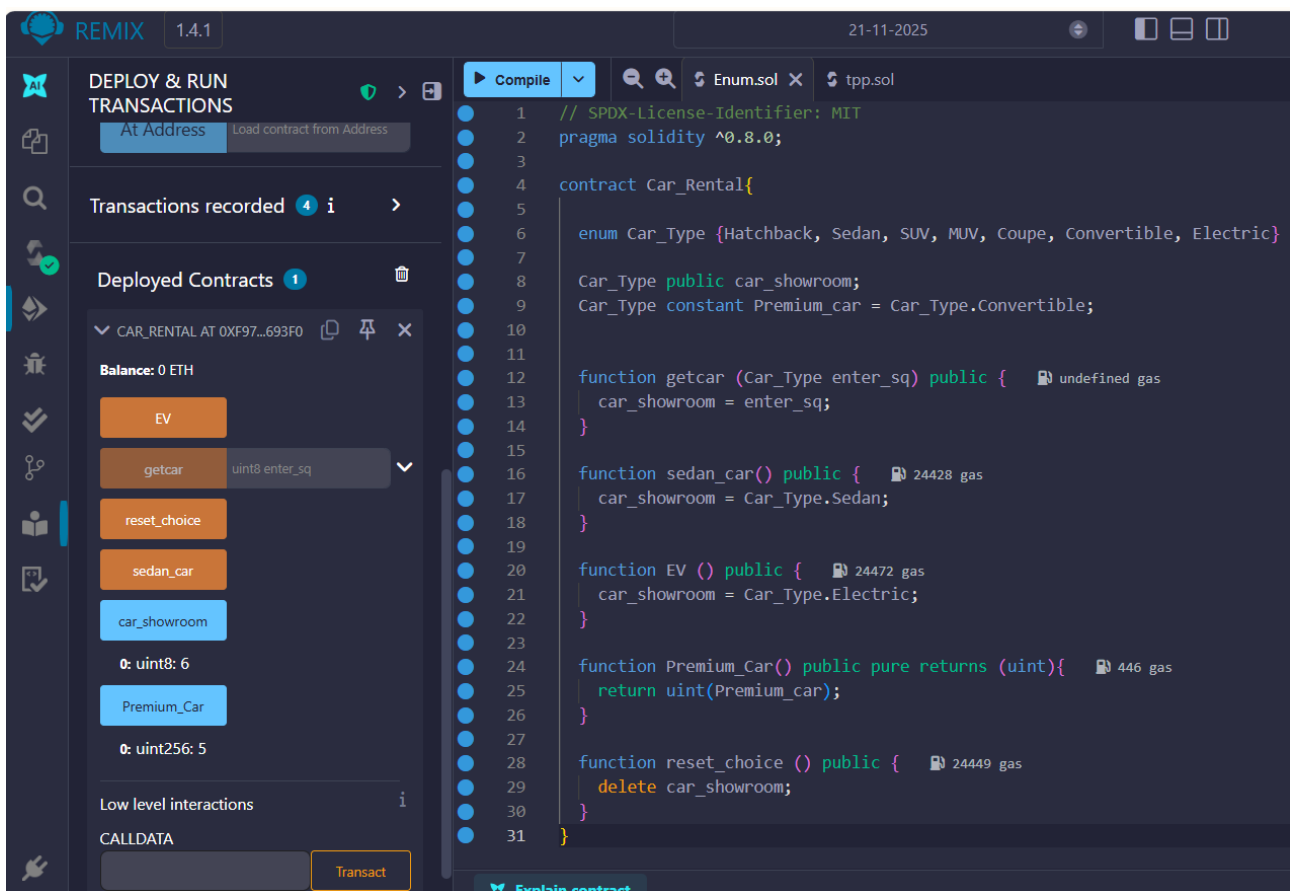 REMIX 1.4.1
21-11-2025
AI
DEPLOY & RUN
TRANSACTIONS
At Address Load contract from Address
Transactions recorded 4 i
Deployed Contracts 1
CAR_RENTAL AT 0XF97...693F0
Balance: 0 ETH
EV
getcar uint8 enter_sq
reset_choice
sedan_car
car_showroom
0: uint8: 6
Premium_Car
0: uint256: 5
Low level interactions i
CALLDATA
Transact
Compile Enum.sol tpp.sol
1 // SPDX-License-Identifier: MIT
2 pragma solidity ^0.8.0;
3
4 contract Car_Rental{
5
6 enum Car_Type {Hatchback, Sedan, SUV, MUV, Coupe, Convertible, Electric}
7
8 Car_Type public car_showroom;
9 Car_Type constant Premium_car = Car_Type.Convertible;
10
11
12 function getcar (Car_Type enter_sq) public { undefined gas
13 car_showroom = enter_sq;
14 }
15
16 function sedan_car() public { 24428 gas
17 car_showroom = Car_Type.Sedan;
18 }
19
20 function EV () public { 24472 gas
21 car_showroom = Car_Type.Electric;
22 }
23
24 function Premium_Car() public pure returns (uint){ 446 gas
25 return uint(Premium_car);
26 }
27
28 function reset_choice () public { 24449 gas
29 delete car_showroom;
30 }
31 }
Explain contract